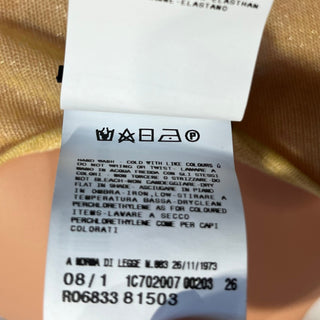 ELASTHAN
-ELASTANO
HAND WASH - COLD WITH LIKE COLOURS Ù
DO NOT WRING OR TWIST - LAVARE A
MANO IN ACQUA FREDDA CON GLI STESSI
COLORI - NON TORCERE O STRIZZARE DO
NOT BLEACH-NON CANDEGGIARE. DRY
FLAT IN SHADE - ASCIUGARE IN PIANO
IN OMBRA-IRON, LOW-STIRARE A
TEMPERATURA BASSA-DRYCLEAN
PERCHLORETHYLENE AS FOR COLOURED
ITEMS-LAVARE A SECCO
PERCHLOROETHYLENE COME PER CAPI
COLORATI
A NORMA DI LEGGE N.883 26/11/1973
08/1 1C702007 00203 26
R06833 81503